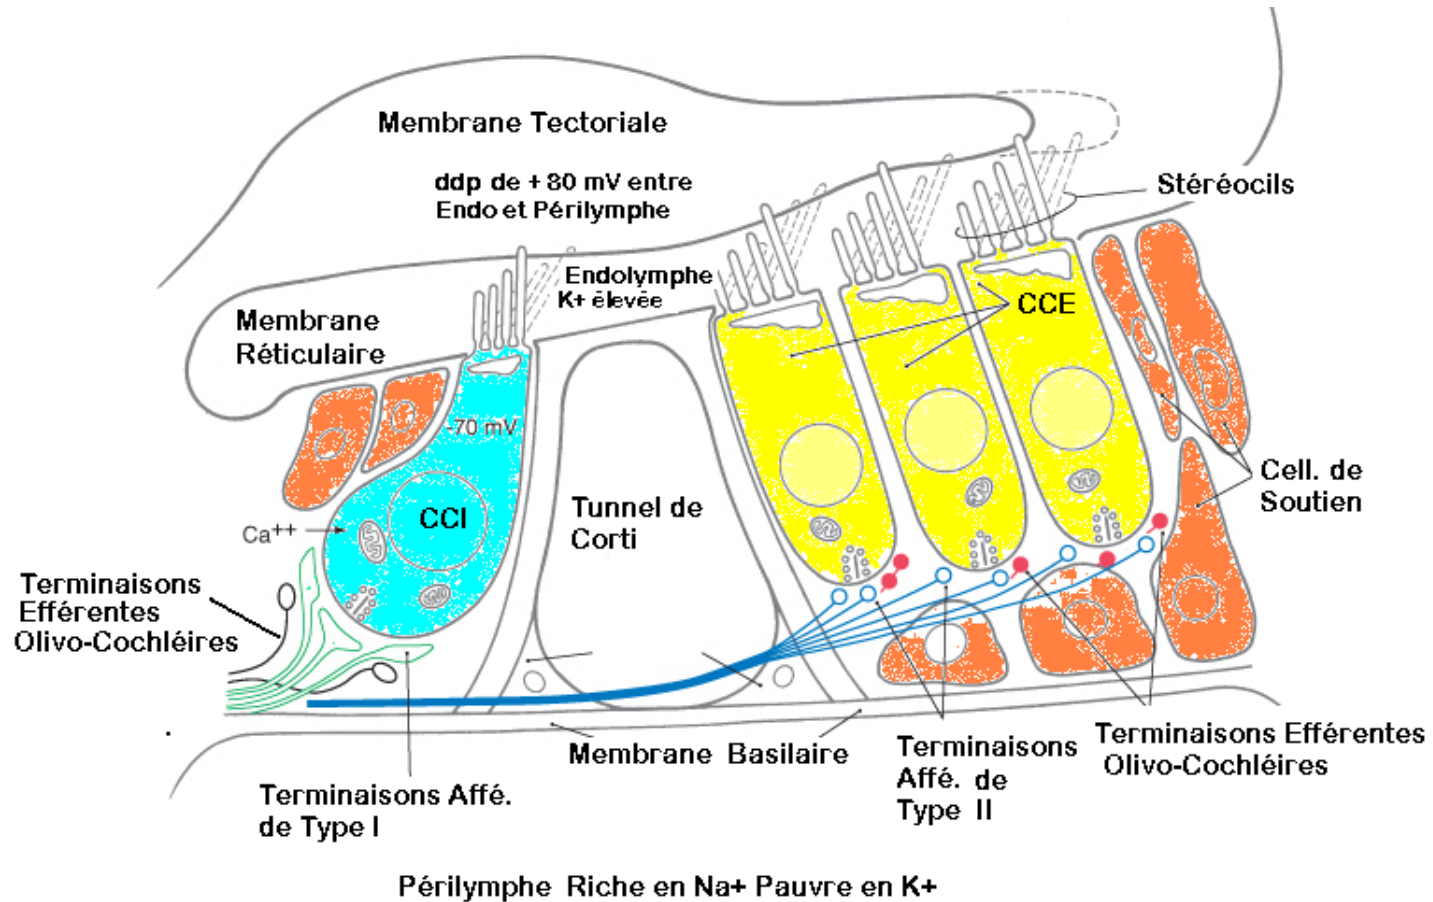 Membrane Tectoriale
ddp de + 80 mV entre
Endo et Périlymphe
Stéréocils
Endolymphe
K+ élevée
CCE
Membrane
Réticulaire
-70 mV
Cell. de
Soutien
Tunnel de
Corti
CCI
Ca++
Terminaisons
Efférentes
Olivo-Cochléires
Membrane Basilaire
Terminaisons
Affé. de
Type II
Terminaisons Efférentes
Olivo-Cochléires
Terminaisons Affé.
de Type I
Périlymphe Riche en Na+ Pauvre en K+